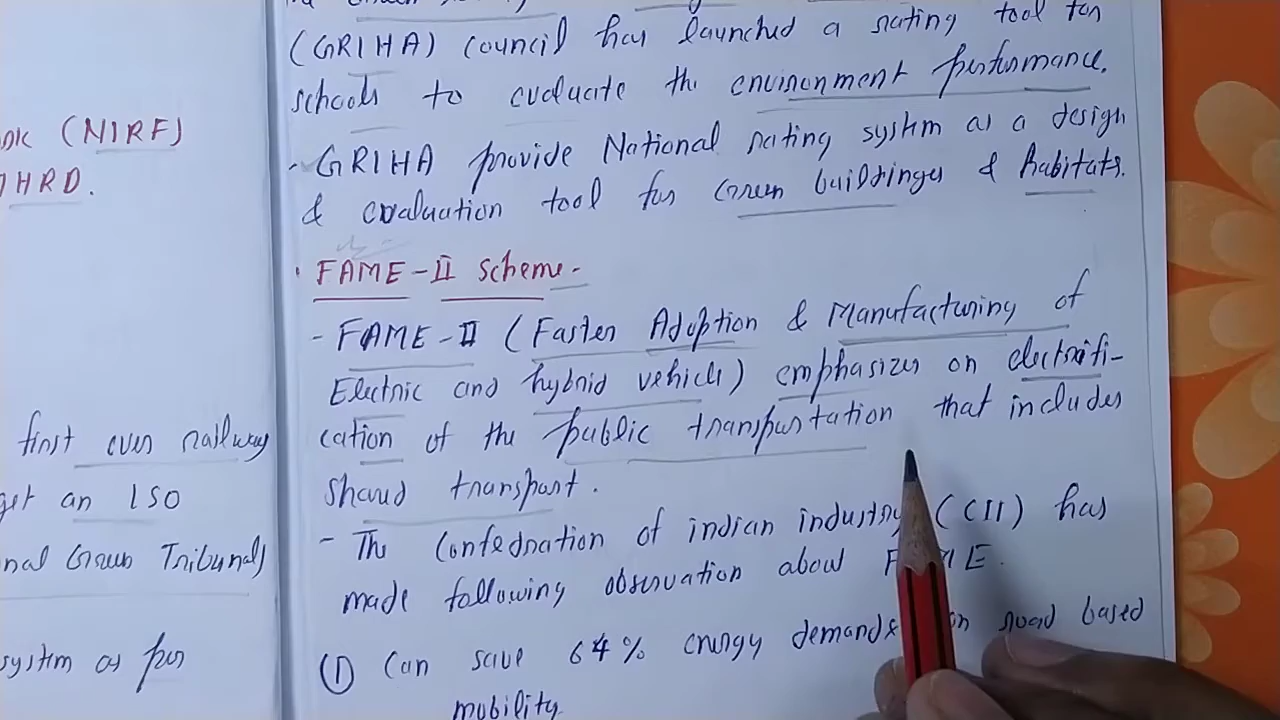 (NIRF)
HRD.
first ever railway
get an ISO
Green Tribunal)
system as per
(GRIHA) council has launched a rating tool for
schools to evaluate the environment performance.
- GRIHA provide National rating system as a design
& evaluation tool for Green buildings & habitats.
• FAME-II Scheme-
- FAME-II (Faster Adoption & Manufacturing of
Electric and hybrid vehicle) emphasizes on electrifi-
cation of the public transportation that includes
shared transport.
- The Confedration of indian industry (CII) has
made following observation about FAME.
(1) Can save 64% energy demand road based
mobility